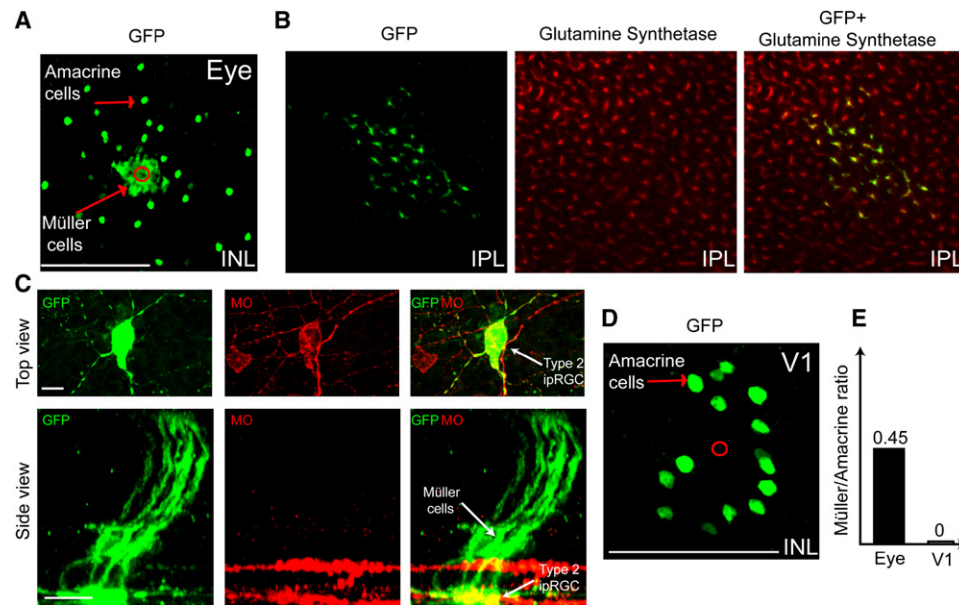 A
GFP
Eye
Amacrine
cells
Müller
cells
INL
B
GFP
Glutamine Synthetase
GFP+
Glutamine Synthetase
IPL
IPL
IPL
C
Top view
GFP
MO
GFP MO
Type 2
ipRGC
Side view
GFP
MO
GFP MO
Müller
cells
Type 2
ipRGC
D
GFP
V1
Amacrine
cells
INL
E
Müller/Amacrine ratio
0.45
0
Eye
V1